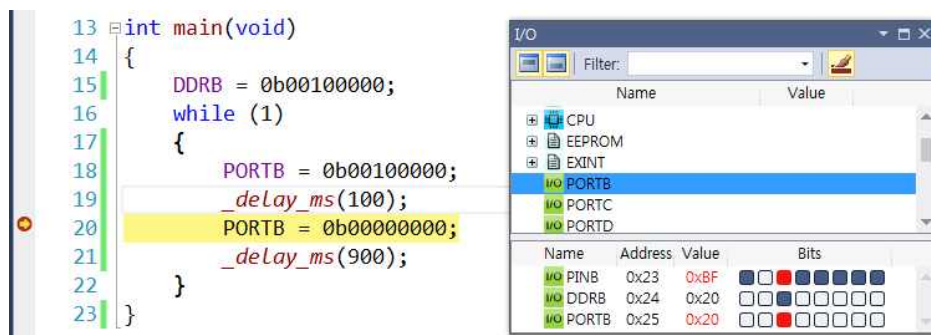 13 int main(void)
14 {
15 DDRB = 0b00100000;
16 while (1)
17 {
18 PORTB = 0b00100000;
19 _delay_ms(100);
20 PORTB = 0b00000000;
21 _delay_ms(900);
22 }
23 }
I/O
Filter:
Name Value
CPU
EEPROM
EXINT
I/O PORTB
I/O PORTC
I/O PORTD
Name Address Value Bits
I/O PINB 0x23 0xBF
I/O DDRB 0x24 0x20
I/O PORTB 0x25 0x20